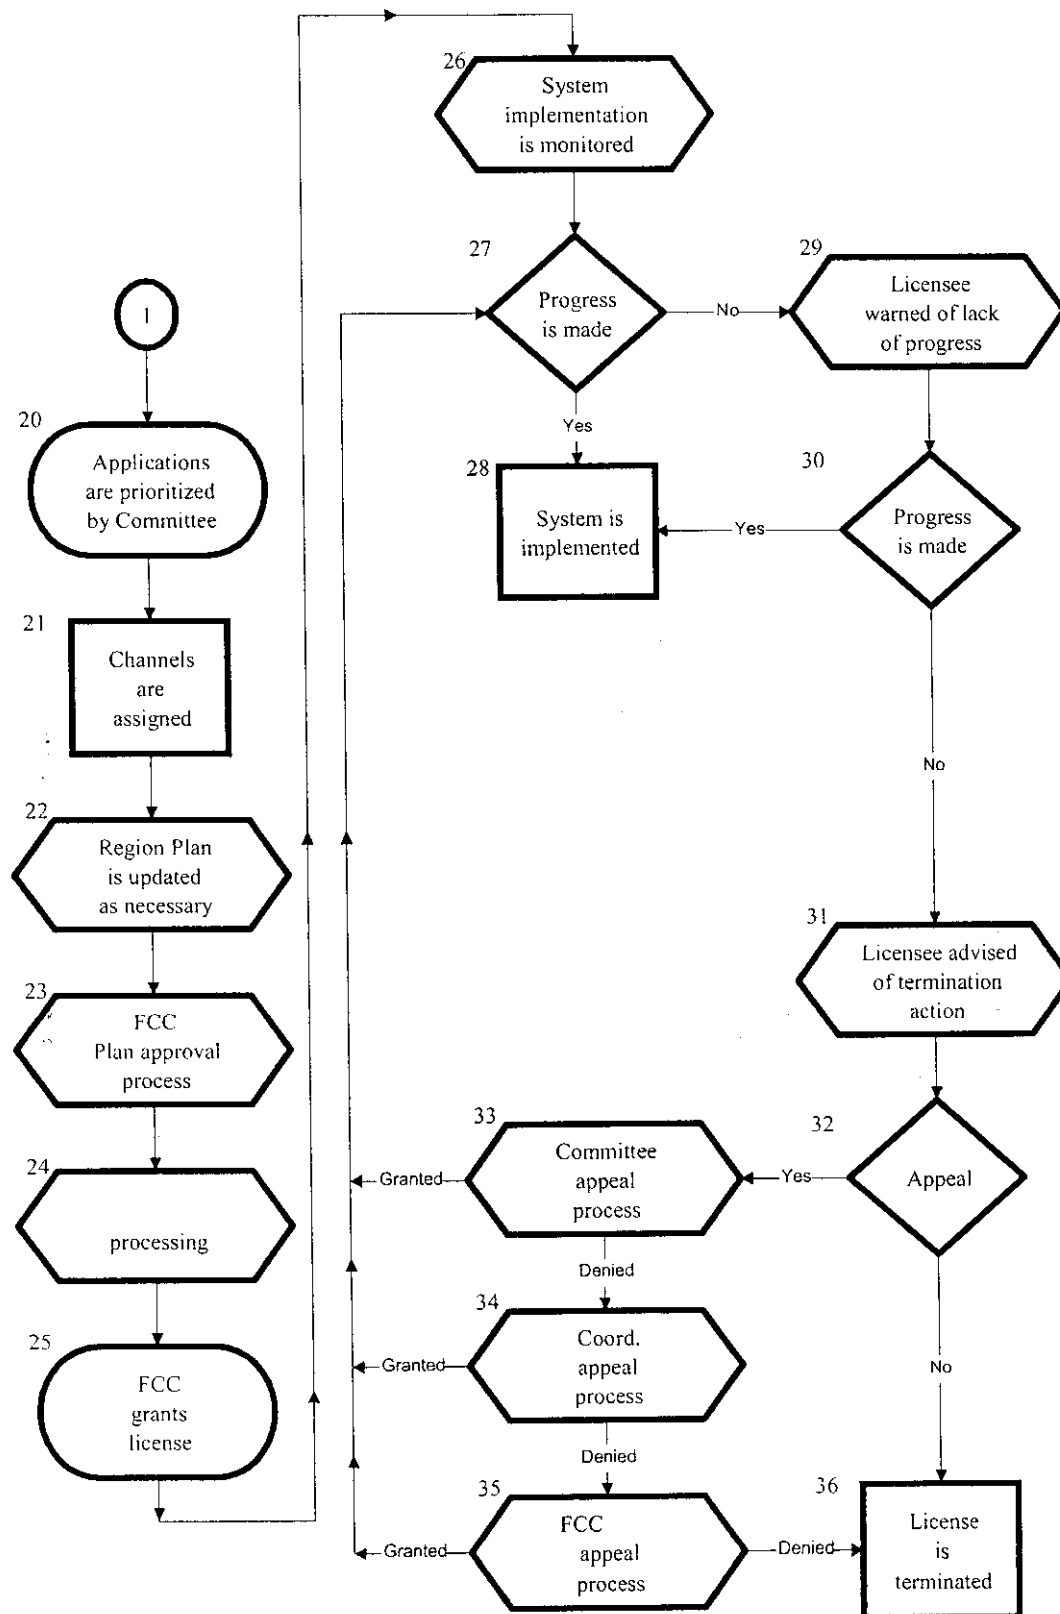 1
20
Applications
are prioritized
by Committee
21
Channels
are
assigned
22
Region Plan
is updated
as necessary
23
FCC
Plan approval
process
24
processing
25
FCC
grants
license
26
System
implementation
is monitored
27
Progress
is made
No
Yes
28
System is
implemented
29
Licensee
warned of lack
of progress
30
Progress
is made
Yes
No
31
Licensee advised
of termination
action
32
Appeal
Yes
No
33
Committee
appeal
process
Granted
Denied
34
Coord.
appeal
process
Granted
Denied
35
FCC
appeal
process
Granted
Denied
36
License
is
terminated